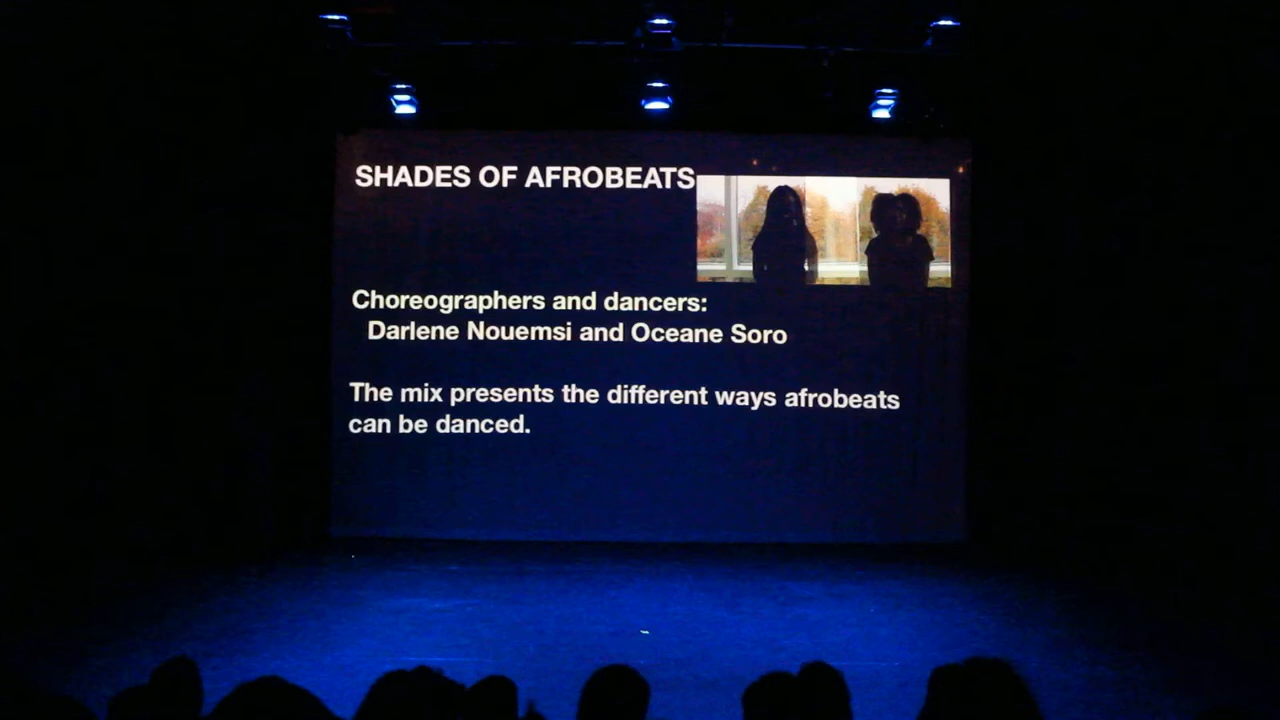 SHADES OF AFROBEATS
Choreographers and dancers:
Darlene Nouemsi and Oceane Soro
The mix presents the different ways afrobeats
can be danced.